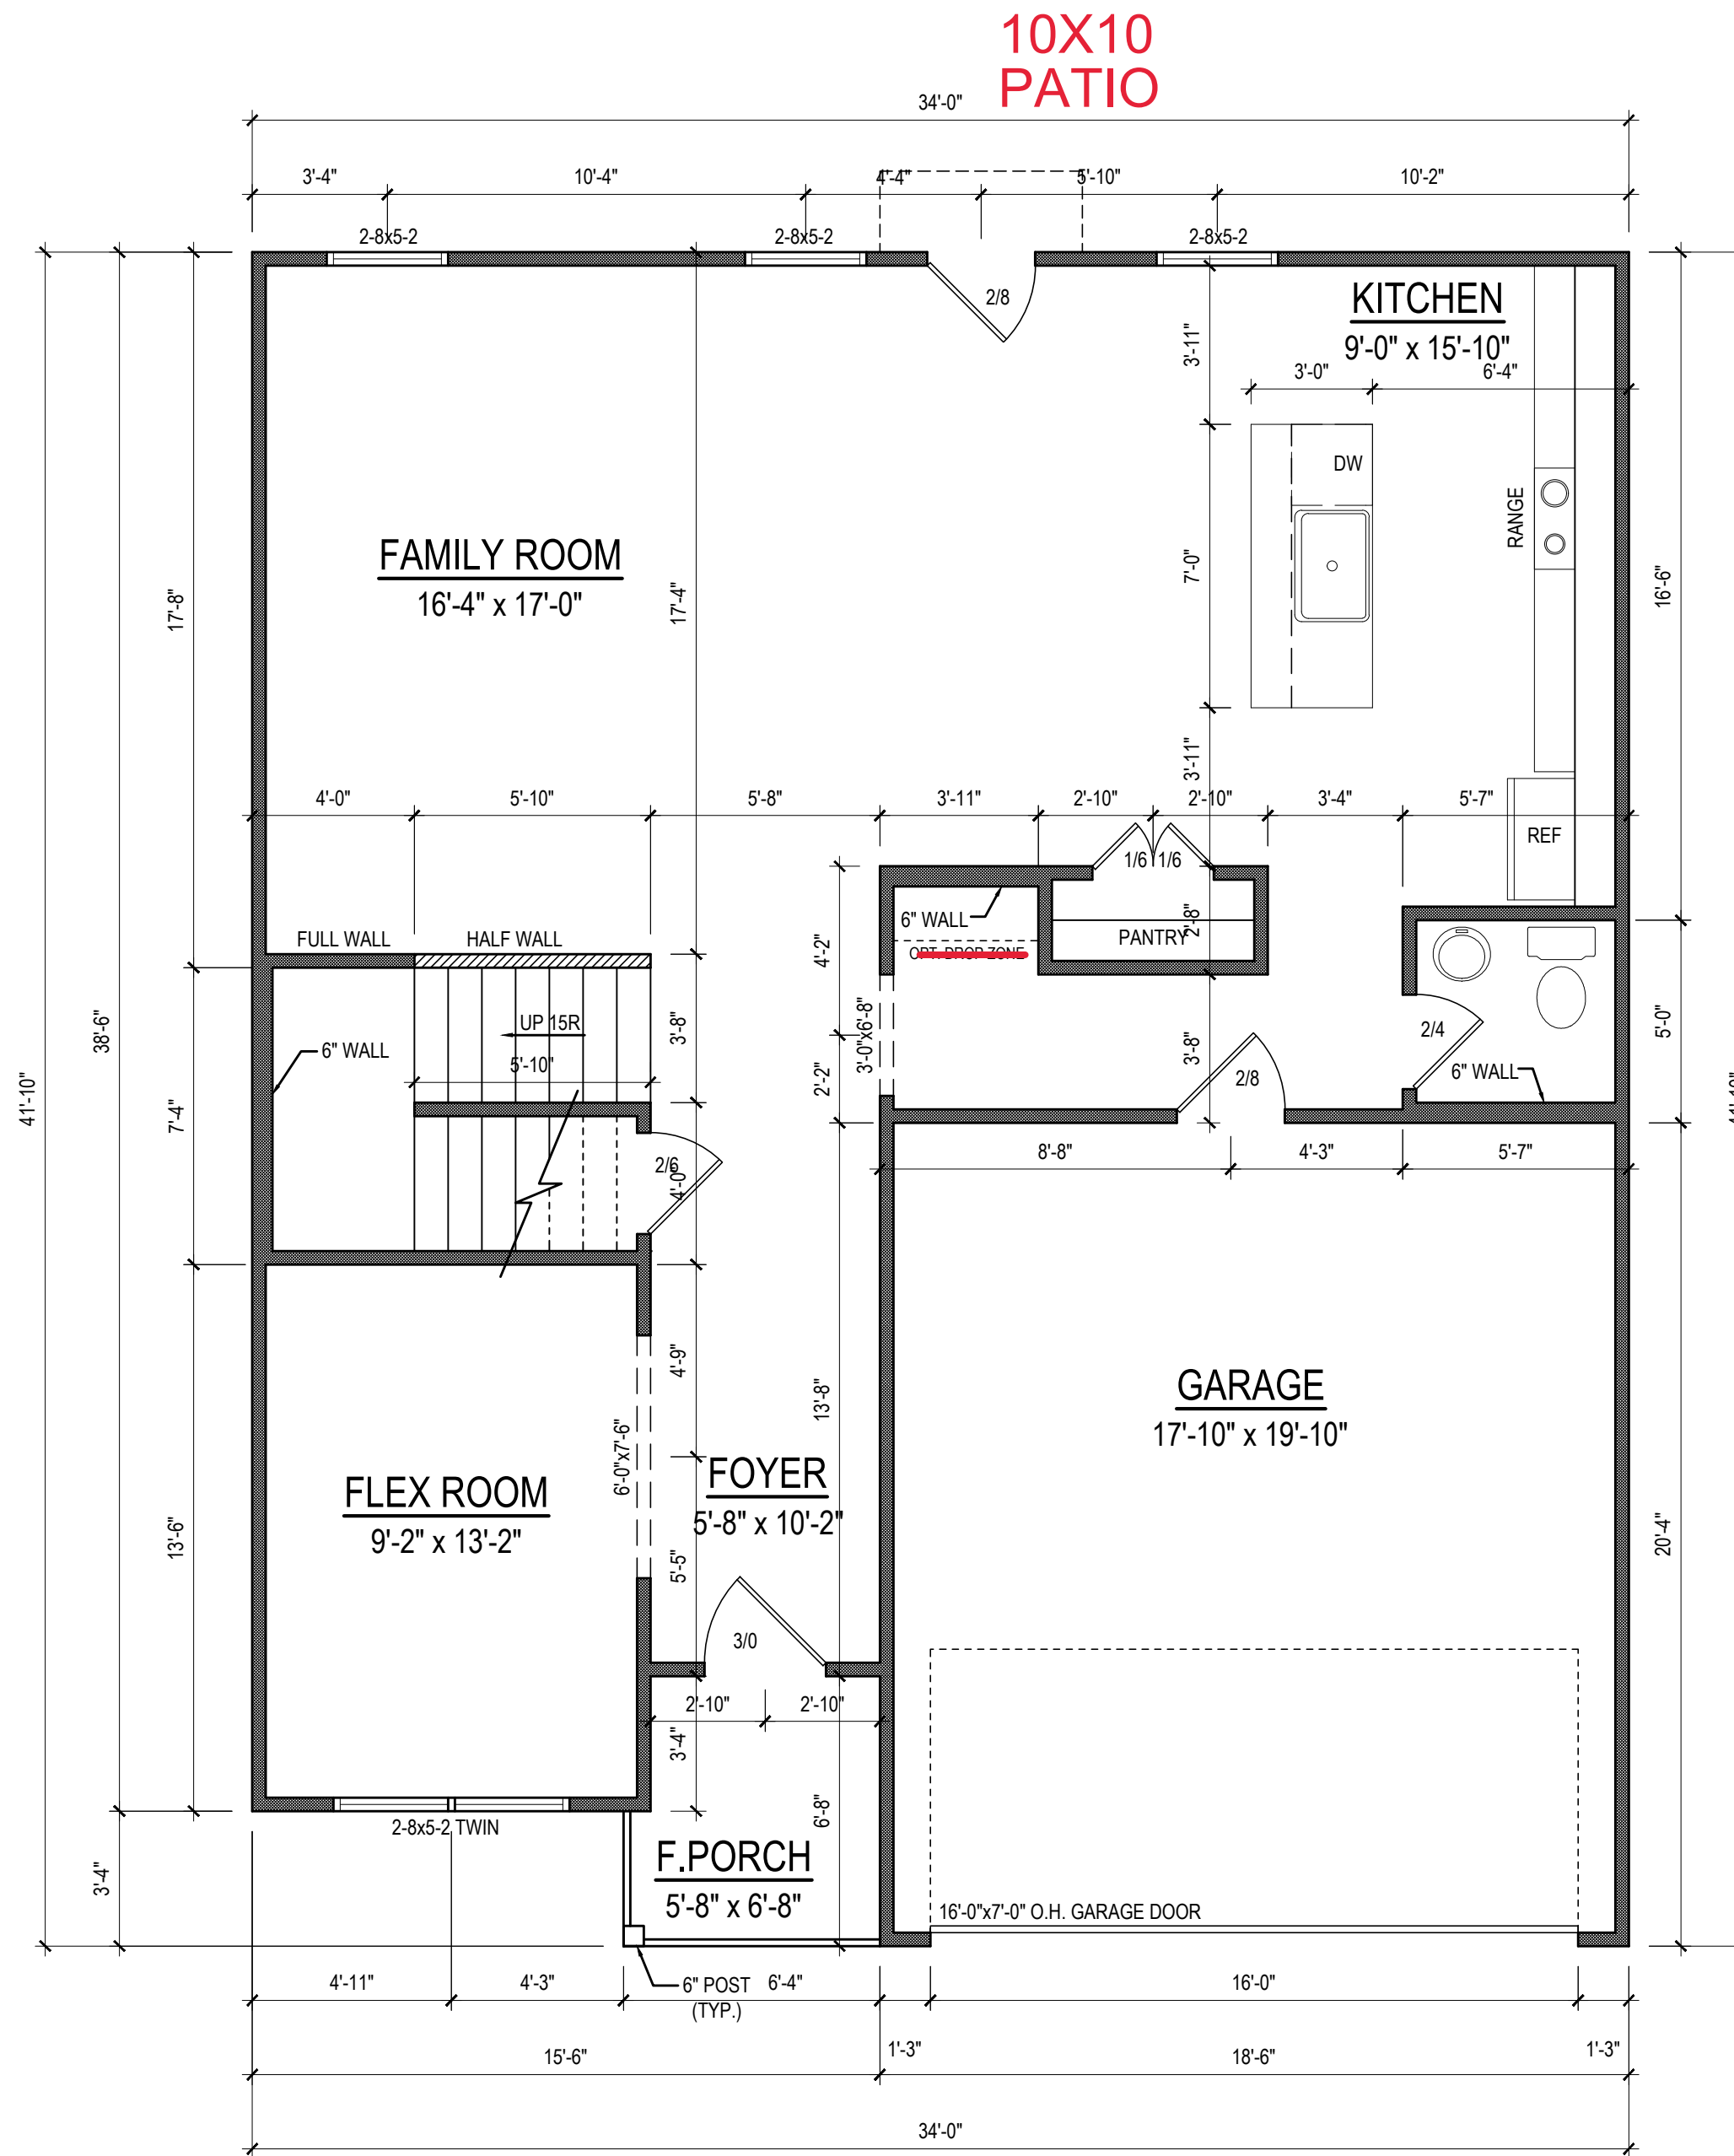 10X10
PATIO
34'-0"
3'-4" 10'-4" 4'-4" 5'-10" 10'-2"
2-8x5-2 2-8x5-2 2-8x5-2
2/8
KITCHEN
9'-0" x 15'-10"
3'-11"
3'-0" 6'-4"
DW
RANGE
FAMILY ROOM
16'-4" x 17'-0"
17'-8"
17'-4"
7'-0"
16'-6"
3'-11"
4'-0" 5'-10" 5'-8" 3'-11" 2'-10" 2'-10" 3'-4" 5'-7"
REF
1/6 1/6
6" WALL
2'-8"
PANTRY
FULL WALL HALF WALL
4'-2"
OPT. DROP ZONE
38'-6"
UP 15R
3'-8"
3'-0"x6'-8"
5'-0"
2/4
6" WALL
5'-10"
3'-8"
2'-2"
2/8
6" WALL
41'-10"
7'-4"
2/6
4'-0"
8'-8" 4'-3" 5'-7"
4'-9"
13'-8"
GARAGE
17'-10" x 19'-10"
6'-0"x7'-6"
FOYER
5'-8" x 10'-2"
FLEX ROOM
9'-2" x 13'-2"
13'-6"
5'-5"
20'-4"
3/0
2'-10" 2'-10"
3'-4"
6'-8"
2-8x5-2 TWIN
F.PORCH
5'-8" x 6'-8"
3'-4"
16'-0"x7'-0" O.H. GARAGE DOOR
4'-11" 4'-3" 6" POST 6'-4" 16'-0"
(TYP.)
15'-6" 1'-3" 18'-6" 1'-3"
34'-0"